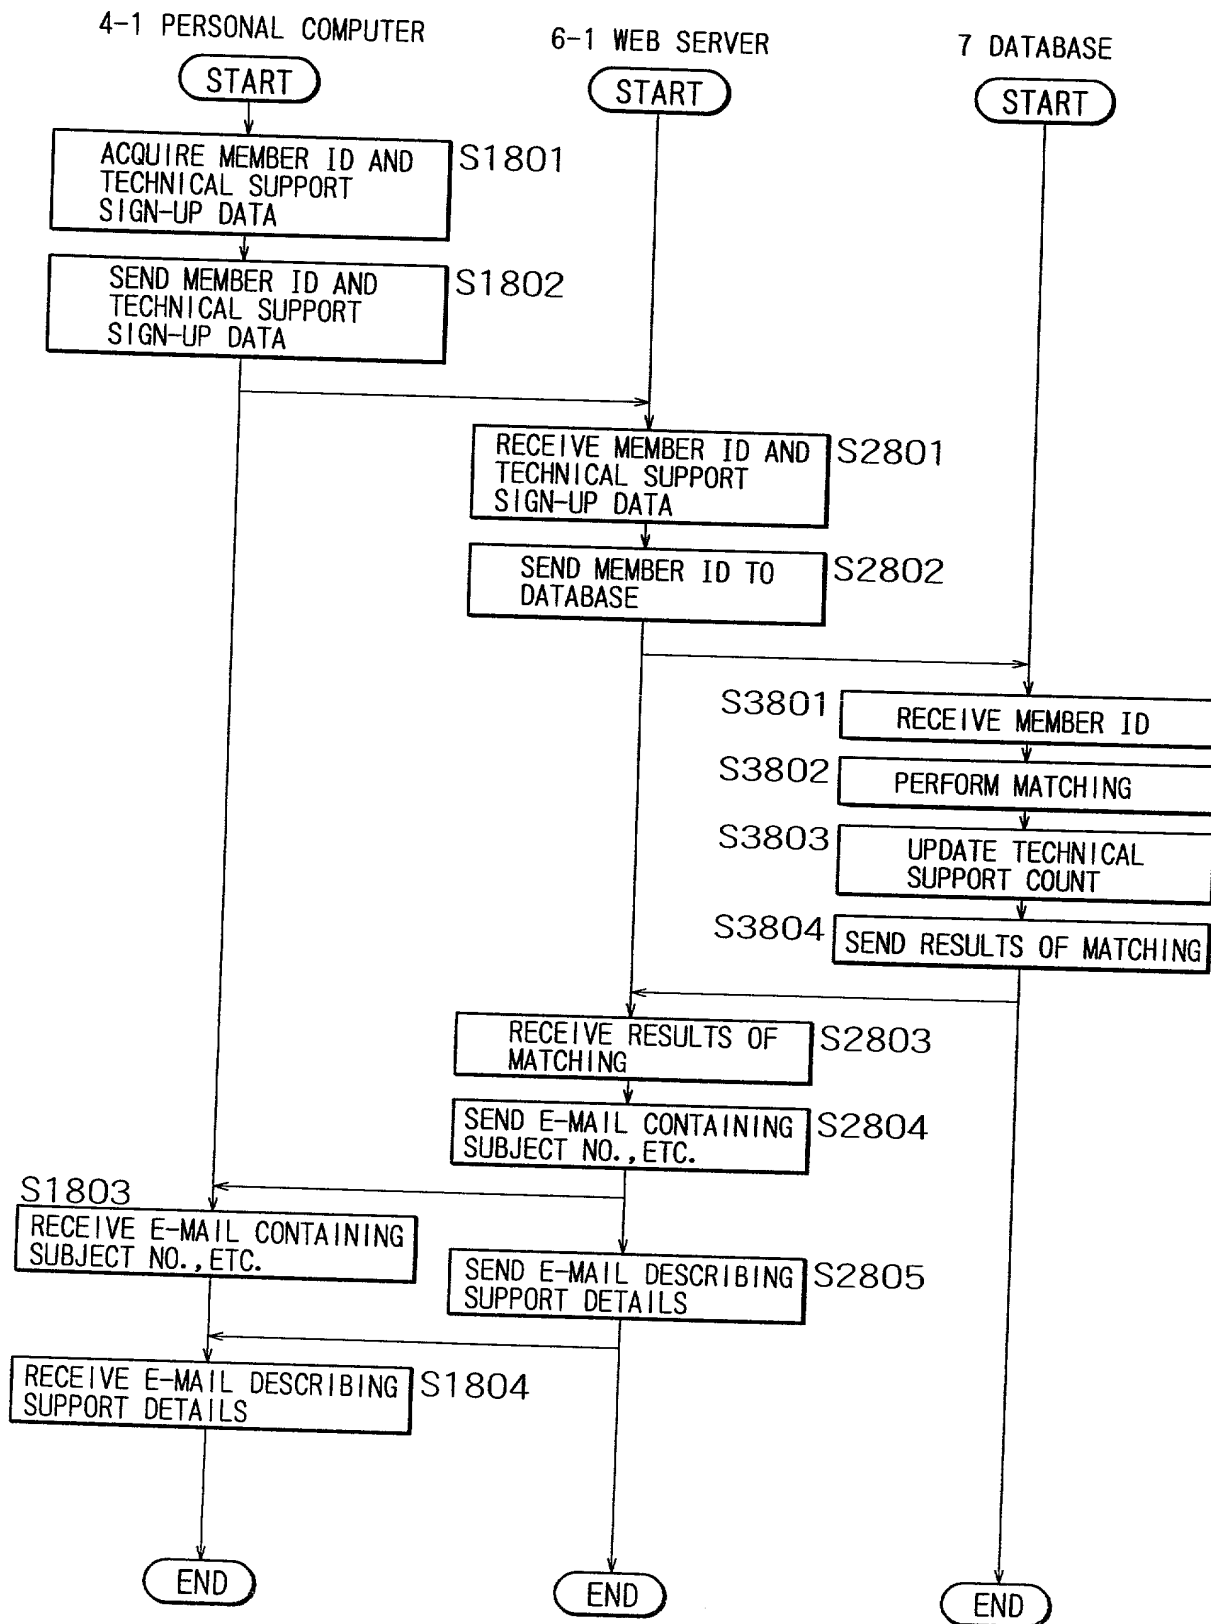 4-1 PERSONAL COMPUTER
6-1 WEB SERVER
7 DATABASE
START
START
START
ACQUIRE MEMBER ID AND
TECHNICAL SUPPORT
SIGN-UP DATA
S1801
SEND MEMBER ID AND
TECHNICAL SUPPORT
SIGN-UP DATA
S1802
RECEIVE MEMBER ID AND
TECHNICAL SUPPORT
SIGN-UP DATA
S2801
SEND MEMBER ID TO
DATABASE
S2802
S3801
RECEIVE MEMBER ID
S3802
PERFORM MATCHING
S3803
UPDATE TECHNICAL
SUPPORT COUNT
S3804
SEND RESULTS OF MATCHING
RECEIVE RESULTS OF
MATCHING
S2803
SEND E-MAIL CONTAINING
SUBJECT NO.,ETC.
S2804
S1803
RECEIVE E-MAIL CONTAINING
SUBJECT NO.,ETC.
SEND E-MAIL DESCRIBING
SUPPORT DETAILS
S2805
RECEIVE E-MAIL DESCRIBING
SUPPORT DETAILS
S1804
END
END
END